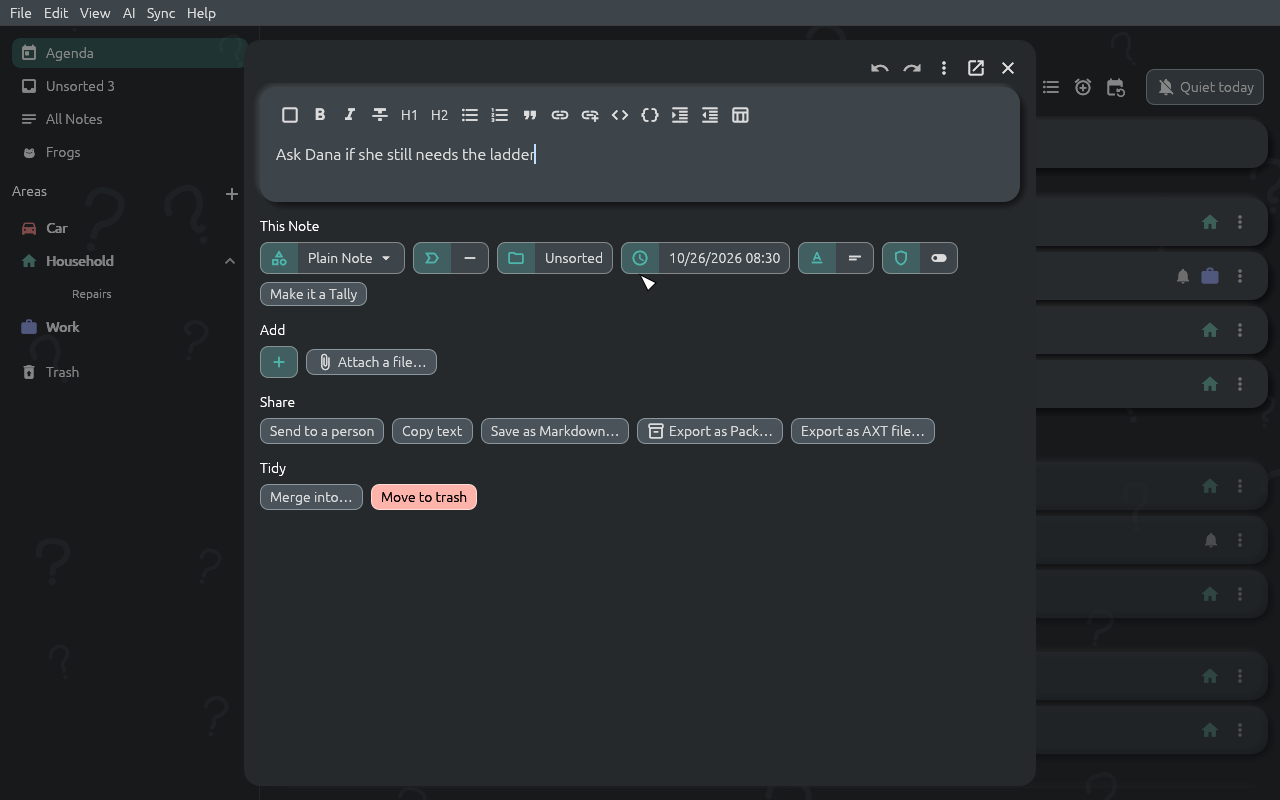 File Edit View AI Sync Help
Agenda
Unsorted 3
All Notes
Frogs
Areas
Car
Household
Repairs
Work
Trash
Quiet today
H1 H2
Ask Dana if she still needs the ladder
This Note
Plain Note
Unsorted
10/26/2026 08:30
Make it a Tally
Add
Attach a file...
Share
Send to a person
Copy text
Save as Markdown...
Export as Pack...
Export as AXT file...
Tidy
Merge into...
Move to trash